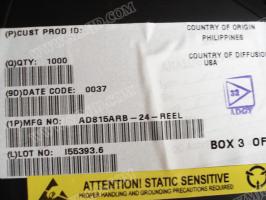 (P)CUST PROD ID:
COUNTRY OF ORIGIN
PHILIPPINES
(Q)QTY: 1000
COUNTRY OF DIFFUSION
USA
(9D)DATE CODE: 0037
33
LDGT
(1P)MFG NO: AD815ARB-24-REEL
(L)LOT NO: I55393.6
BOX 3 OF
ATTENTION! STATIC SENSITIVE
PROPER HANDLING AND GROUNDING PRECAUTIONS REQUIRED